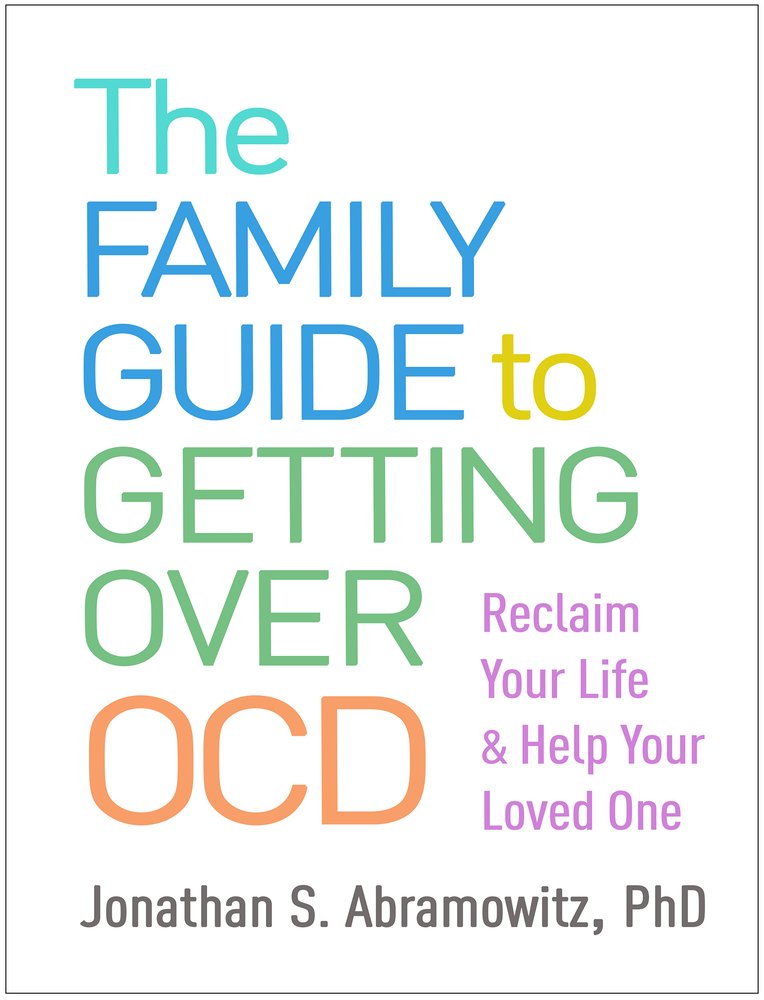 The
FAMILY
GUIDE to
GETTING
OVER
OCD
Reclaim
Your Life
& Help Your
Loved One
Jonathan S. Abramowitz, PhD